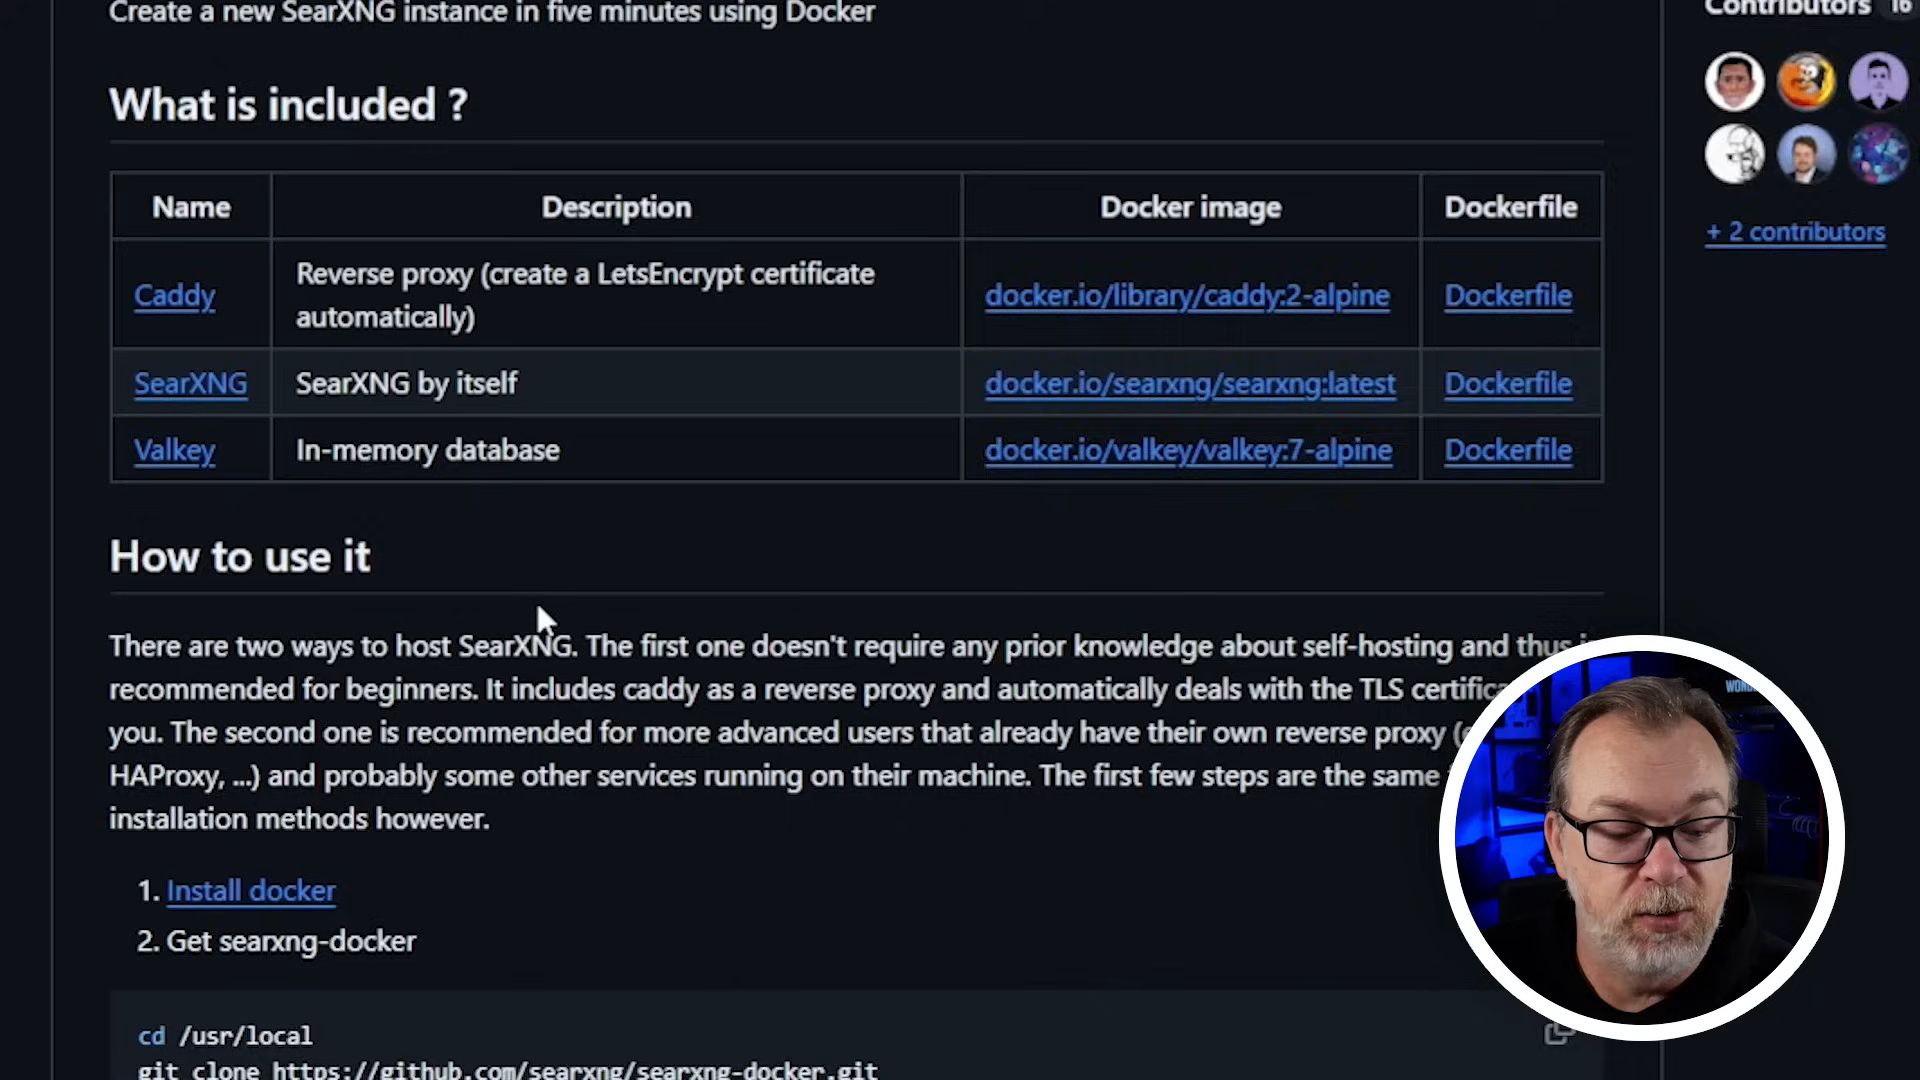 Create a new SearXNG instance in five minutes using Docker
What is included ?
Name Description Docker image Dockerfile
Caddy Reverse proxy (create a LetsEncrypt certificate automatically) docker.io/library/caddy:2-alpine Dockerfile
SearXNG SearXNG by itself docker.io/searxng/searxng:latest Dockerfile
Valkey In-memory database docker.io/valkey/valkey:7-alpine Dockerfile
How to use it
There are two ways to host SearXNG. The first one doesn't require any prior knowledge about self-hosting and thus
recommended for beginners. It includes caddy as a reverse proxy and automatically deals with the TLS
you. The second one is recommended for more advanced users that already have their own reverse proxy
HAProxy, ...) and probably some other services running on their machine. The first few steps are the same
installation methods however.
1. Install docker
2. Get searxng-docker
cd /usr/local
git clone https://github.com/searxng/searxng-docker.git
Contributors 16
+ 2 contributors